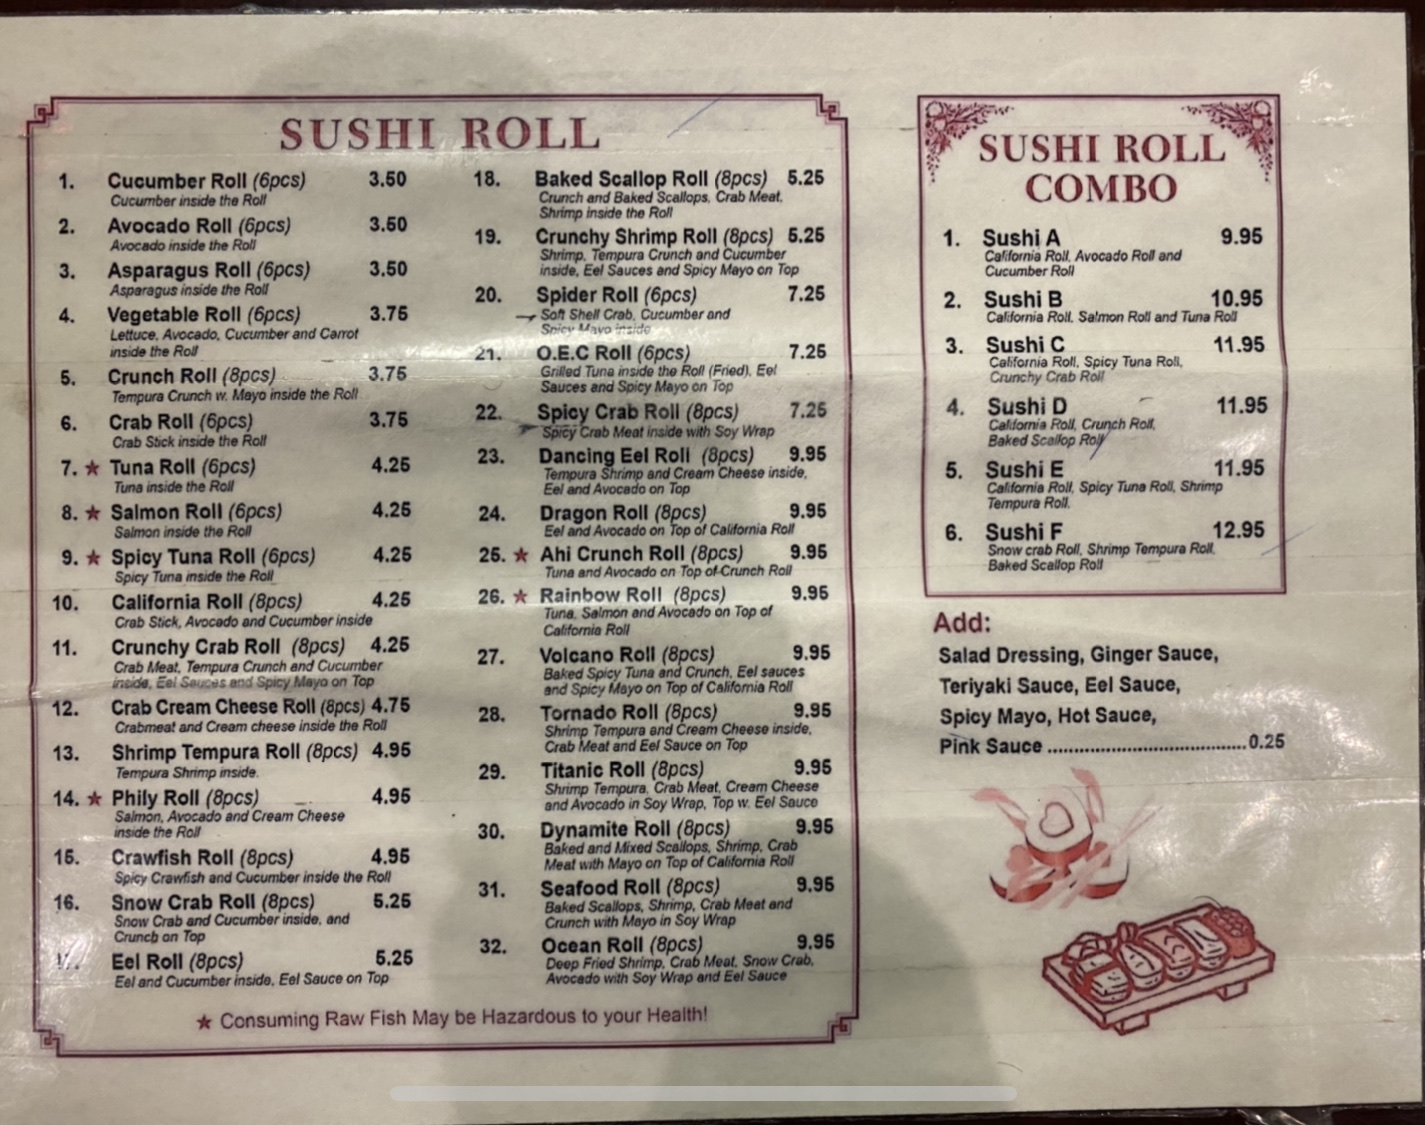 SUSHI ROLL
1. Cucumber Roll (6pcs) 3.50
Cucumber inside the Roll
2. Avocado Roll (6pcs) 3.50
Avocado inside the Roll
3. Asparagus Roll (6pcs) 3.50
Asparagus inside the Roll
4. Vegetable Roll (6pcs) 3.75
Lettuce, Avocado, Cucumber and Carrot
inside the Roll
5. Crunch Roll (8pcs) 3.75
Tempura Crunch w. Mayo inside the Roll
6. Crab Roll (6pcs) 3.75
Crab Stick inside the Roll
7. ★ Tuna Roll (6pcs) 4.25
Tuna inside the Roll
8. ★ Salmon Roll (6pcs) 4.25
Salmon inside the Roll
9. ★ Spicy Tuna Roll (6pcs) 4.25
Spicy Tuna inside the Roll
10. California Roll (8pcs) 4.25
Crab Stick, Avocado and Cucumber inside
11. Crunchy Crab Roll (8pcs) 4.25
Crab Meat, Tempura Crunch and Cucumber
inside, Eel Sauces and Spicy Mayo on Top
12. Crab Cream Cheese Roll (8pcs) 4.75
Crabmeat and Cream cheese inside the Roll
13. Shrimp Tempura Roll (8pcs) 4.95
Tempura Shrimp inside.
14. ★ Phily Roll (8pcs) 4.95
Salmon, Avocado and Cream Cheese
inside the Roll
15. Crawfish Roll (8pcs) 4.95
Spicy Crawfish and Cucumber inside the Roll
16. Snow Crab Roll (8pcs) 5.25
Snow Crab and Cucumber inside, and
Crunch on Top
Eel Roll (8pcs) 5.25
Eel and Cucumber inside, Eel Sauce on Top
18. Baked Scallop Roll (8pcs) 5.25
Crunch and Baked Scallops, Crab Meat,
Shrimp inside the Roll
19. Crunchy Shrimp Roll (8pcs) 5.25
Shrimp, Tempura Crunch and Cucumber
inside, Eel Sauces and Spicy Mayo on Top
20. Spider Roll (6pcs) 7.25
Soft Shell Crab, Cucumber and
Spicy Mayo inside
21. O.E.C Roll (6pcs) 7.25
Grilled Tuna inside the Roll (Fried), Eel
Sauces and Spicy Mayo on Top
22. Spicy Crab Roll (8pcs) 7.25
Spicy Crab Meat inside with Soy Wrap
23. Dancing Eel Roll (8pcs) 9.95
Tempura Shrimp and Cream Cheese inside,
Eel and Avocado on Top
24. Dragon Roll (8pcs) 9.95
Eel and Avocado on Top of California Roll
25. ★ Ahi Crunch Roll (8pcs) 9.95
Tuna and Avocado on Top of Crunch Roll
26. ★ Rainbow Roll (8pcs) 9.95
Tuna, Salmon and Avocado on Top of
California Roll
27. Volcano Roll (8pcs) 9.95
Baked Spicy Tuna and Crunch, Eel sauces
and Spicy Mayo on Top of California Roll
28. Tornado Roll (8pcs) 9.95
Shrimp Tempura and Cream Cheese inside,
Crab Meat and Eel Sauce on Top
29. Titanic Roll (8pcs) 9.95
Shrimp Tempura, Crab Meat, Cream Cheese
and Avocado in Soy Wrap, Top w. Eel Sauce
30. Dynamite Roll (8pcs) 9.95
Baked and Mixed Scallops, Shrimp, Crab
Meat with Mayo on Top of California Roll
31. Seafood Roll (8pcs) 9.95
Baked Scallops, Shrimp, Crab Meat and
Crunch with Mayo in Soy Wrap
32. Ocean Roll (8pcs) 9.95
Deep Fried Shrimp, Crab Meat, Snow Crab,
Avocado with Soy Wrap and Eel Sauce
★ Consuming Raw Fish May be Hazardous to your Health!
SUSHI ROLL
COMBO
1. Sushi A 9.95
California Roll, Avocado Roll and
Cucumber Roll
2. Sushi B 10.95
California Roll, Salmon Roll and Tuna Roll
3. Sushi C 11.95
California Roll, Spicy Tuna Roll,
Crunchy Crab Roll
4. Sushi D 11.95
California Roll, Crunch Roll,
Baked Scallop Roll
5. Sushi E 11.95
California Roll, Spicy Tuna Roll, Shrimp
Tempura Roll.
6. Sushi F 12.95
Snow crab Roll, Shrimp Tempura Roll,
Baked Scallop Roll
Add:
Salad Dressing, Ginger Sauce,
Teriyaki Sauce, Eel Sauce,
Spicy Mayo, Hot Sauce,
Pink Sauce ....................................0.25